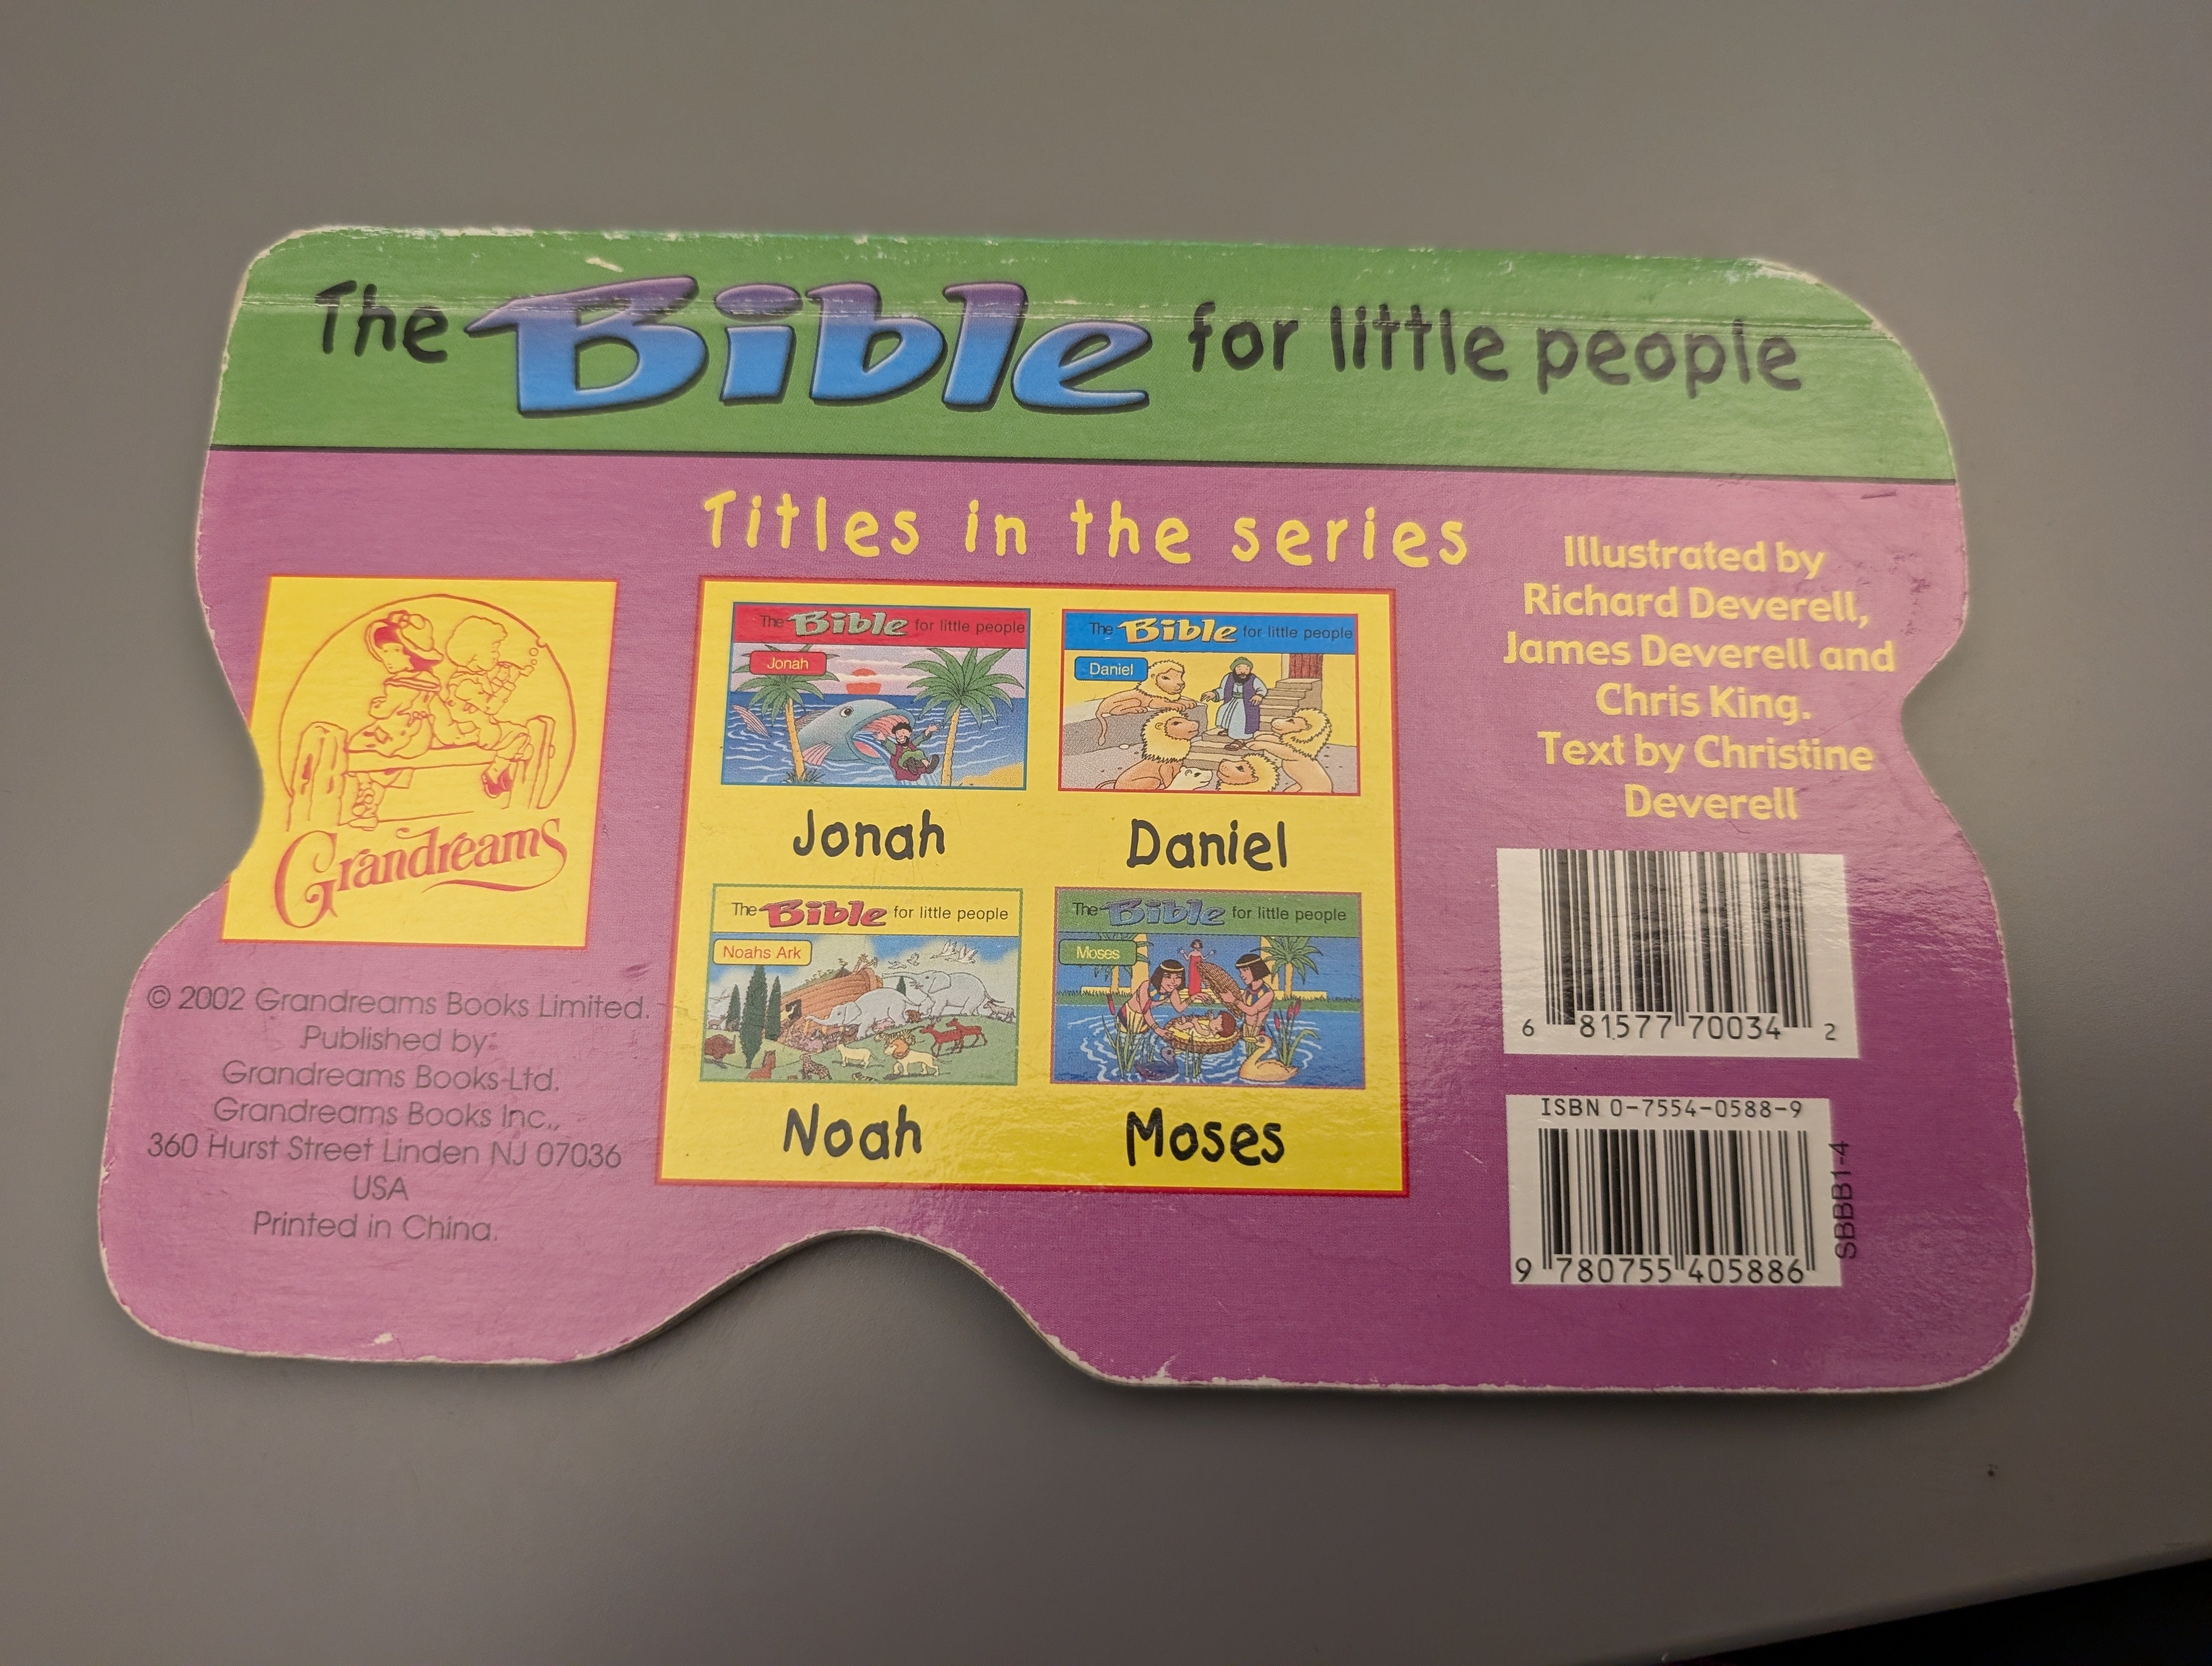 The Bible for little people
Titles in the series
Grandreams
© 2002 Grandreams Books Limited.
Published by:
Grandreams Books Ltd.
Grandreams Books Inc.,
360 Hurst Street Linden NJ 07036
USA
Printed in China.
The Bible for little people
Jonah
Jonah
The Bible for little people
Daniel
Daniel
The Bible for little people
Noahs Ark
Noah
The Bible for little people
Moses
Moses
Illustrated by
Richard Deverell,
James Deverell and
Chris King.
Text by Christine
Deverell
6 81577 70034 2
ISBN 0-7554-0588-9
9 780755 405886
SBBB1-4